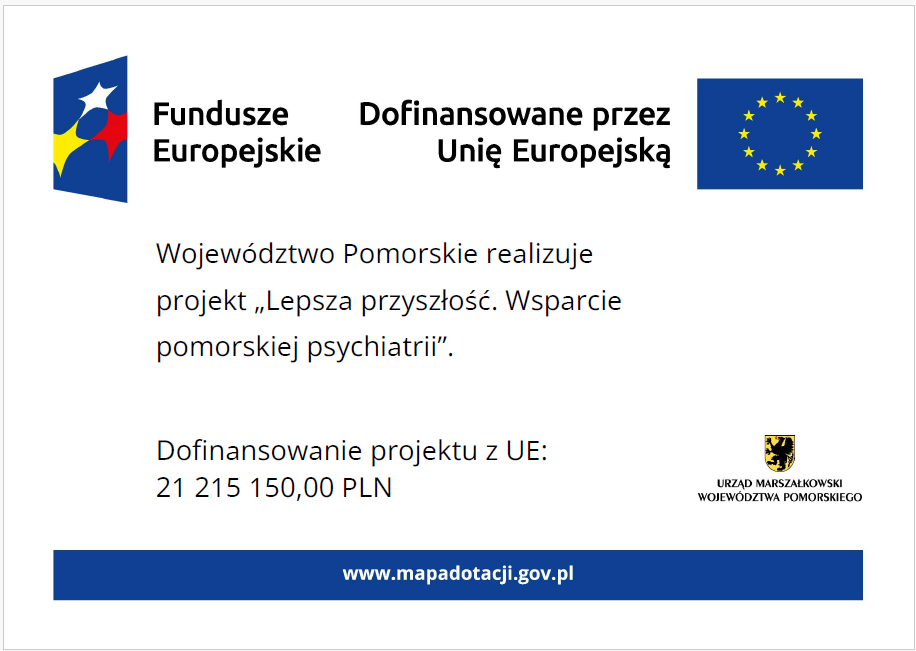 Fundusze
Europejskie
Dofinansowane przez
Unię Europejską
Województwo Pomorskie realizuje
projekt „Lepsza przyszłość. Wsparcie
pomorskiej psychiatrii”.
Dofinansowanie projektu z UE:
21 215 150,00 PLN
URZĄD MARSZAŁKOWSKI
WOJEWÓDZTWA POMORSKIEGO
www.mapadotacji.gov.pl